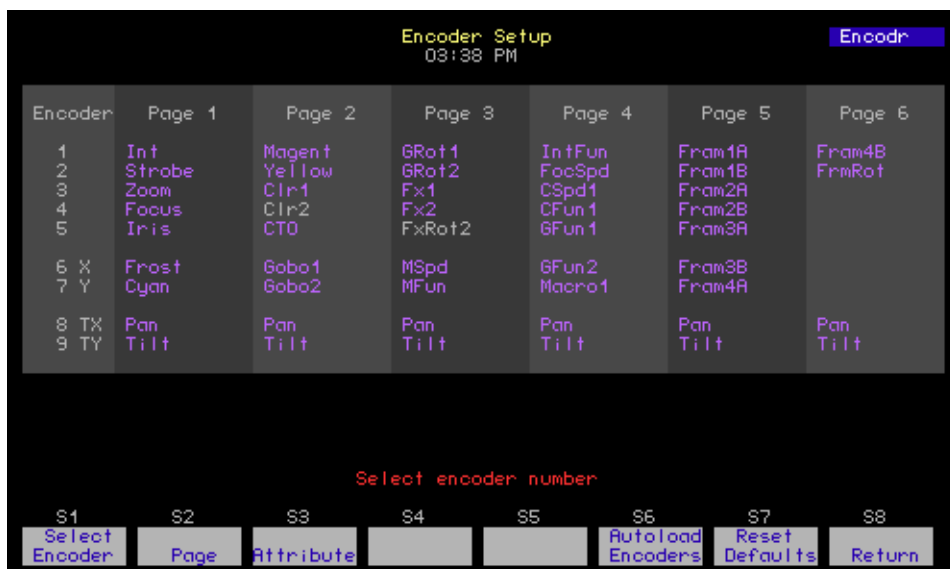 Encoder Setup
Encodr
03:38 PM
Encoder Page 1 Page 2 Page 3 Page 4 Page 5 Page 6
1 Int Magent GRot1 IntFun Fram1A Fram4B
2 Strobe Yellow GRot2 FocSpd Fram1B FrmRot
3 Zoom Clr1 Fx1 CSpd1 Fram2A
4 Focus Clr2 Fx2 CFun1 Fram2B
5 Iris CTO FxRot2 GFun1 Fram3A
6 X Frost Gobo1 MSpd GFun2 Fram3B
7 Y Cyan Gobo2 MFun Macro1 Fram4A
8 TX Pan Pan Pan Pan Pan Pan
9 TY Tilt Tilt Tilt Tilt Tilt Tilt
Select encoder number
S1 S2 S3 S4 S5 S6 S7 S8
Select Autoload Reset
Encoder Page Attribute Encoders Defaults Return